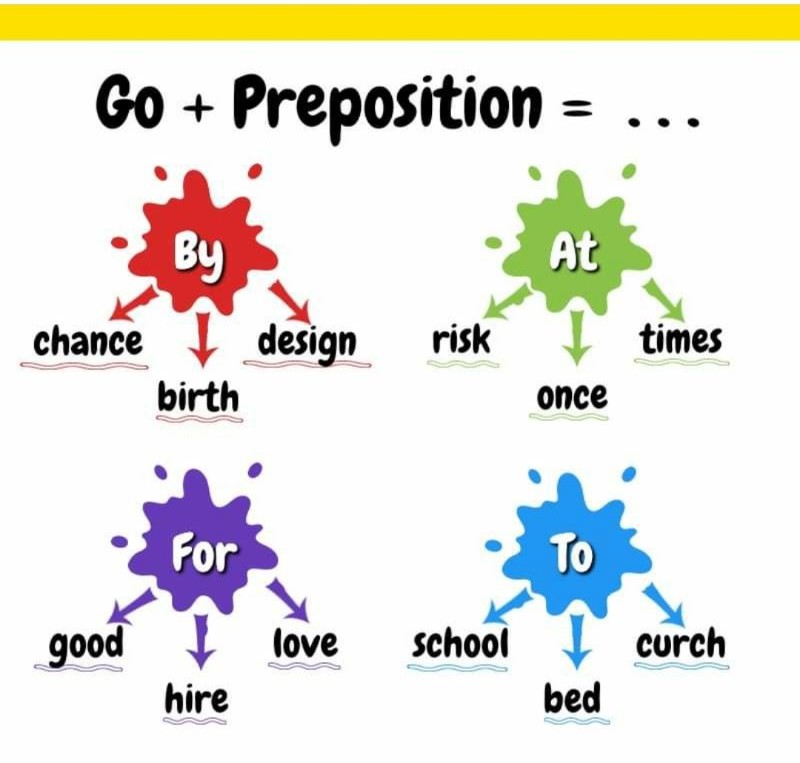 Go + Preposition = ...
By
chance
birth
design
At
risk
once
times
For
good
hire
love
To
school
bed
curch